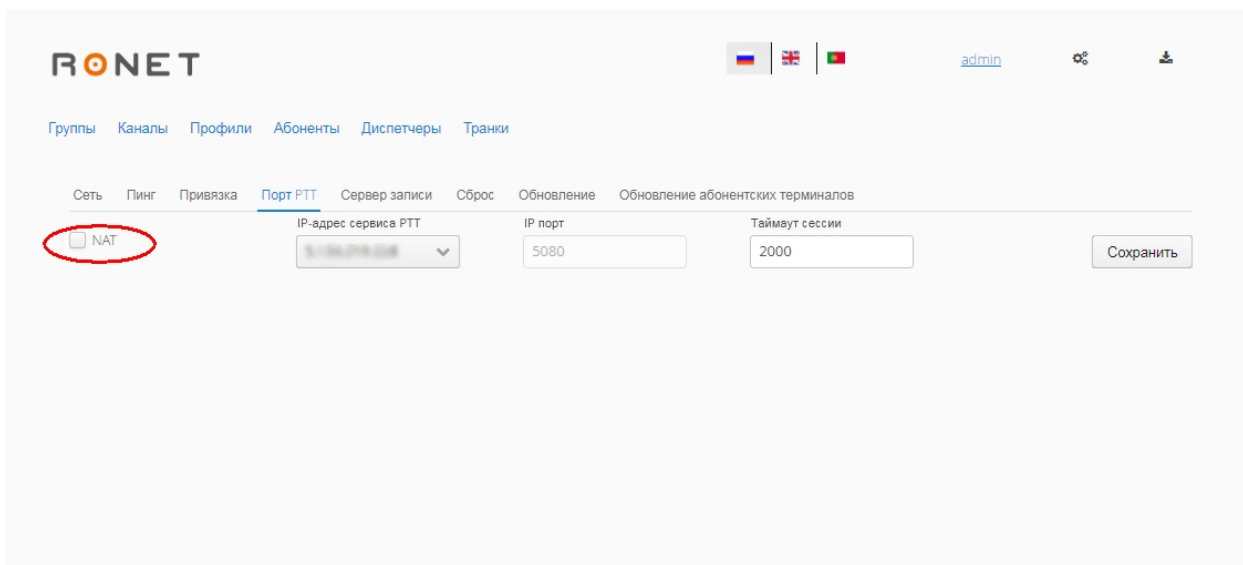 RONET
admin
Группы Каналы Профили Абоненты Диспетчеры Транки
Сеть Пинг Привязка Порт PTT Сервер записи Сброс Обновление Обновление абонентских терминалов
NAT
IP-адрес сервиса PTT
IP порт
5080
Таймаут сессии
2000
Сохранить